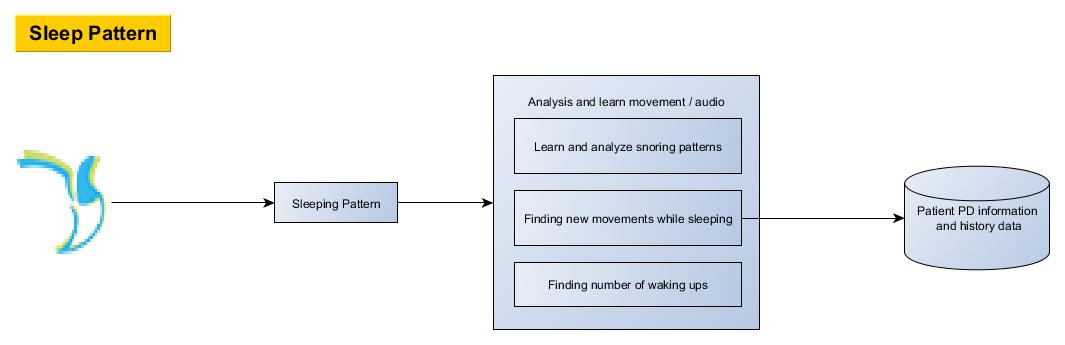 Sleep Pattern
Analysis and learn movement / audio
Learn and analyze snoring patterns
Sleeping Pattern
Finding new movements while sleeping
Patient PD information
and history data
Finding number of waking ups